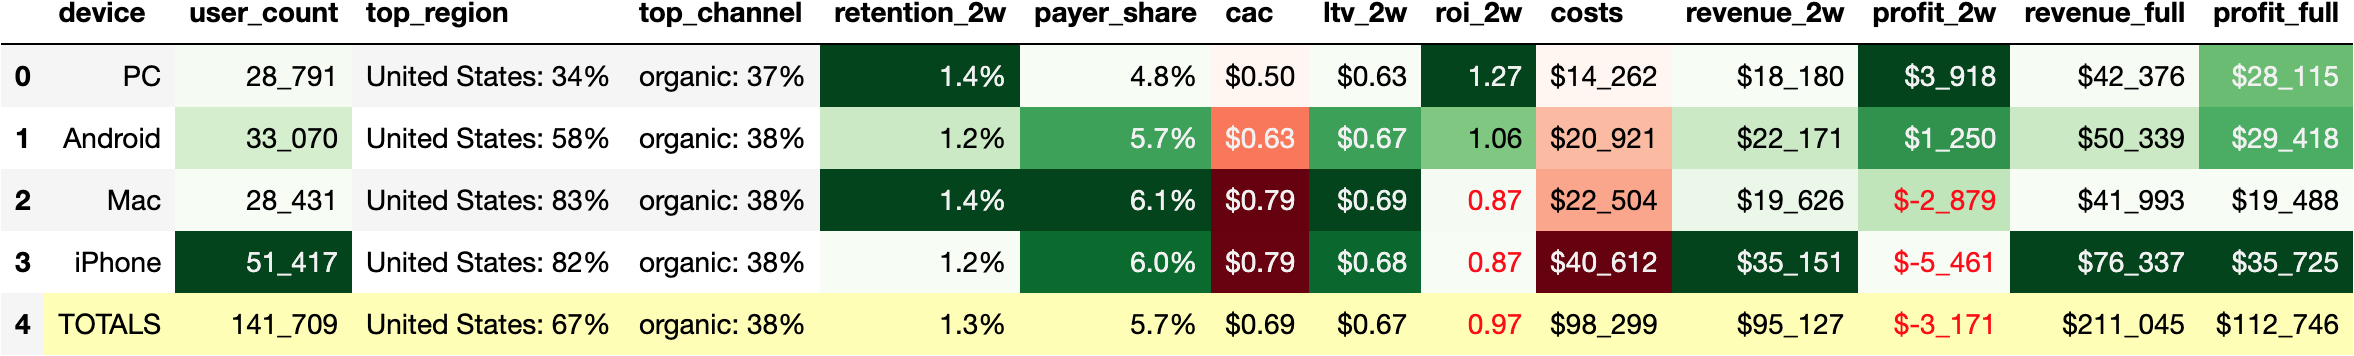 device user_count top_region top_channel retention_2w payer_share cac ltv_2w roi_2w costs revenue_2w profit_2w revenue_full profit_full
0 PC 28_791 United States: 34% organic: 37% 1.4% 4.8% $0.50 $0.63 1.27 $14_262 $18_180 $3_918 $42_376 $28_115
1 Android 33_070 United States: 58% organic: 38% 1.2% 5.7% $0.63 $0.67 1.06 $20_921 $22_171 $1_250 $50_339 $29_418
2 Mac 28_431 United States: 83% organic: 38% 1.4% 6.1% $0.79 $0.69 0.87 $22_504 $19_626 $-2_879 $41_993 $19_488
3 iPhone 51_417 United States: 82% organic: 38% 1.2% 6.0% $0.79 $0.68 0.87 $40_612 $35_151 $-5_461 $76_337 $35_725
4 TOTALS 141_709 United States: 67% organic: 38% 1.3% 5.7% $0.69 $0.67 0.97 $98_299 $95_127 $-3_171 $211_045 $112_746